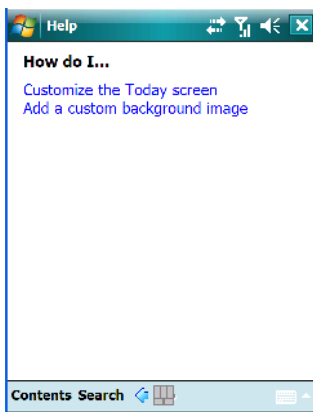 Help
How do I...
Customize the Today screen
Add a custom background image
Contents Search